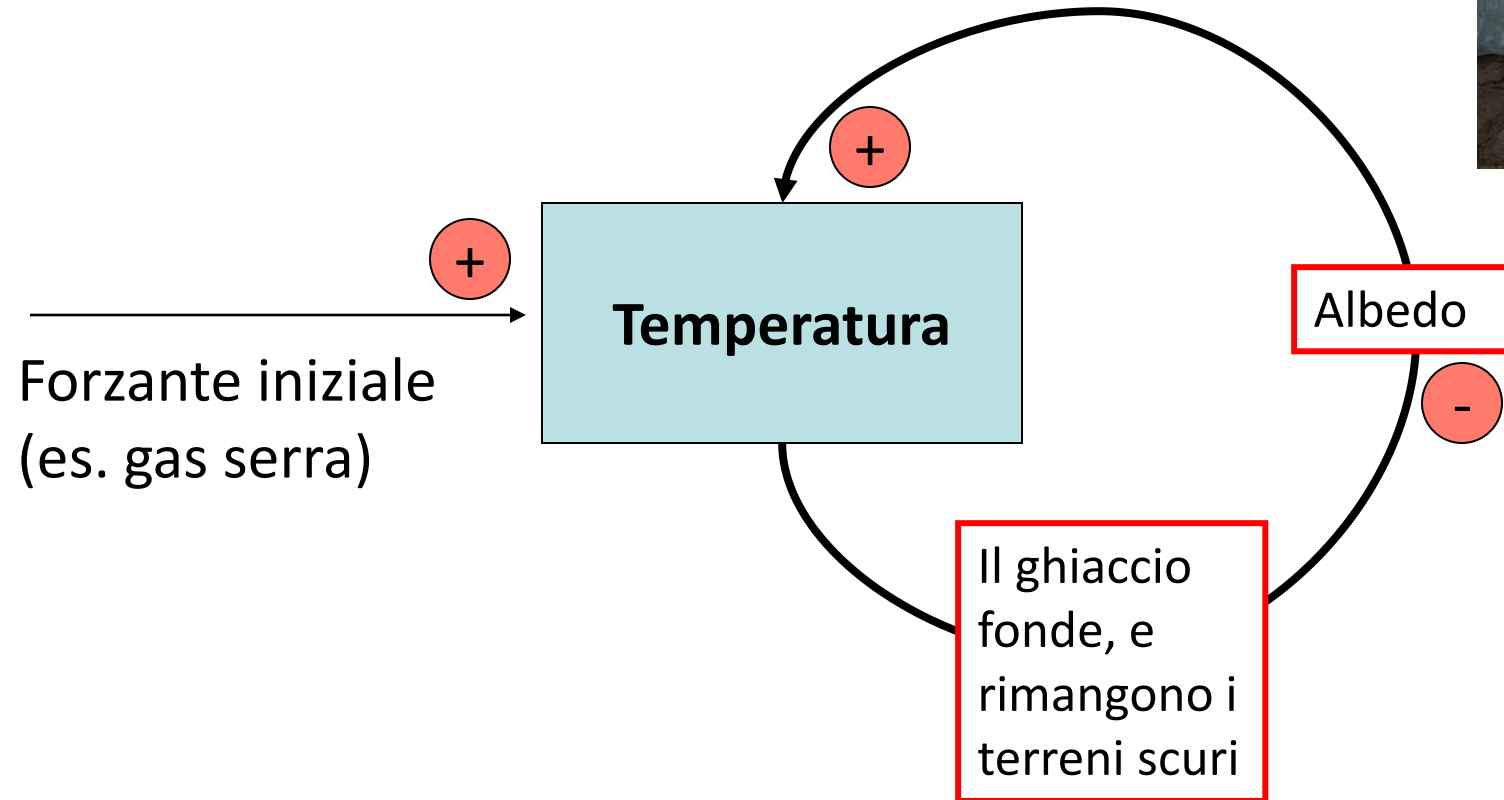 +
+
Temperatura
Albedo
Forzante iniziale
(es. gas serra)
-
Il ghiaccio
fonde, e
rimangono i
terreni scuri